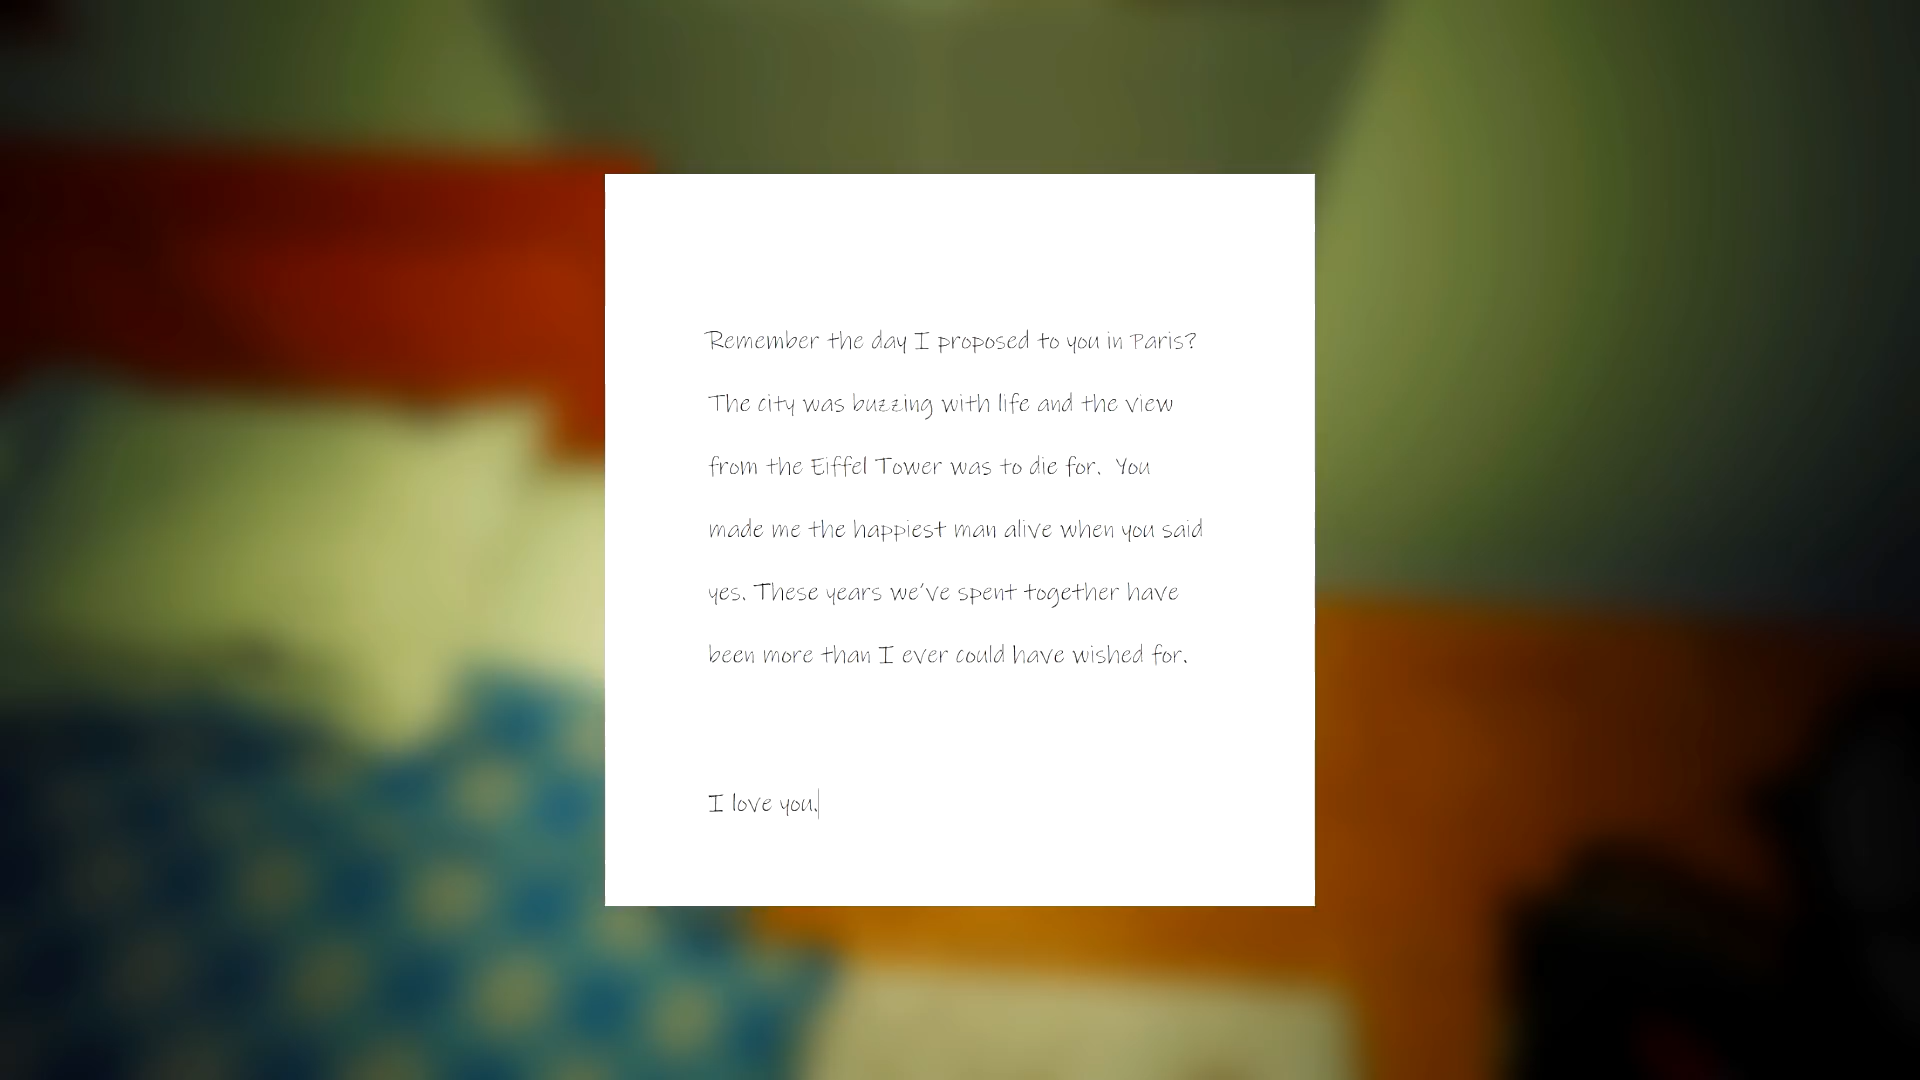 Remember the day I proposed to you in Paris?
The city was buzzing with life and the view
from the Eiffel Tower was to die for.  You
made me the happiest man alive when you said
yes. These years we've spent together have
been more than I ever could have wished for.
I love you.